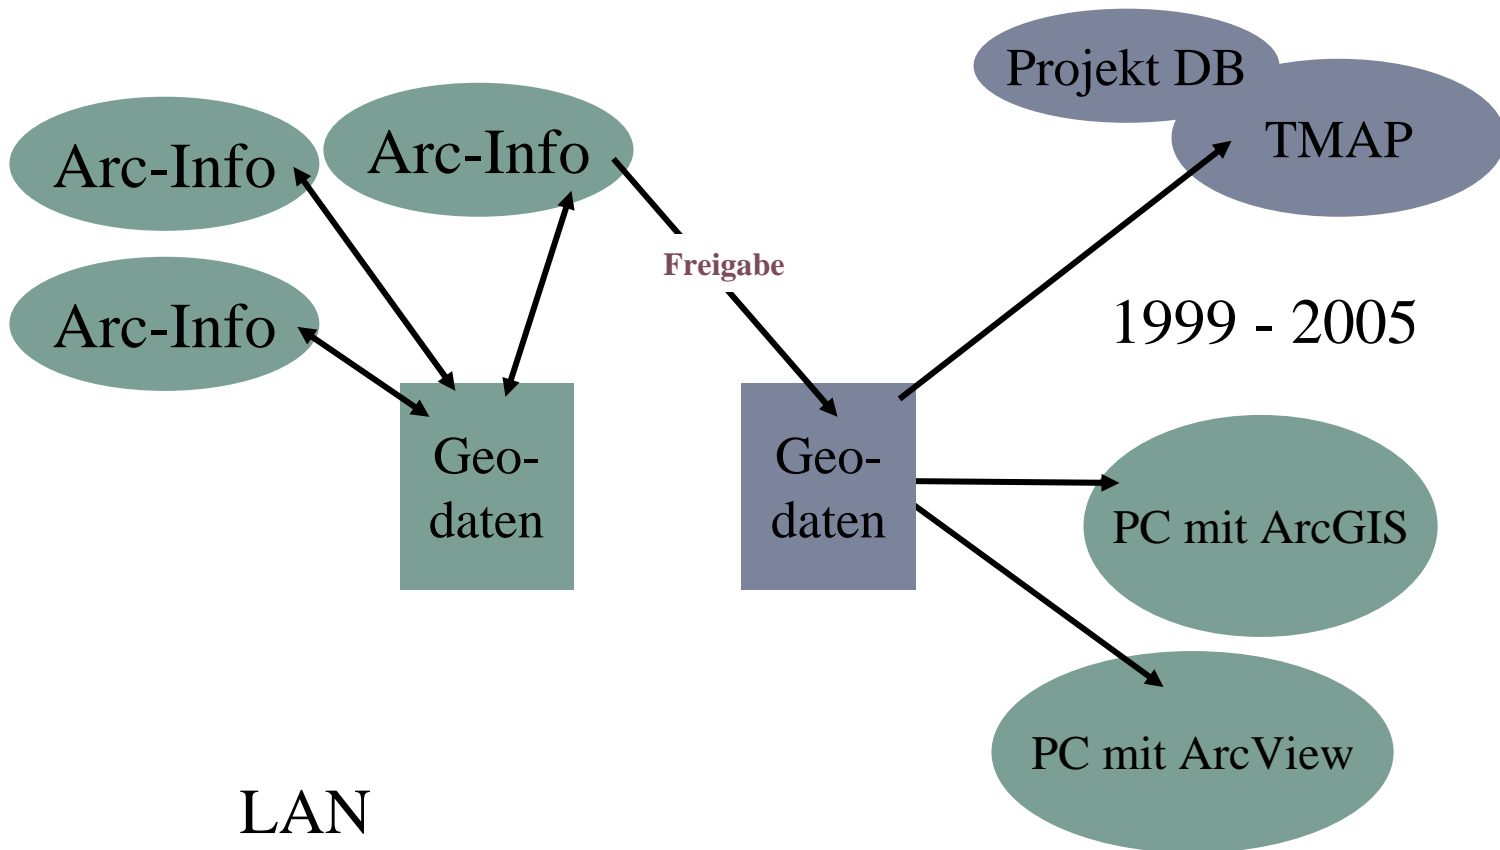 Projekt DB
TMAP
Arc-Info
Arc-Info
Freigabe
Arc-Info
1999 - 2005
Geo-
daten
Geo-
daten
PC mit ArcGIS
PC mit ArcView
LAN